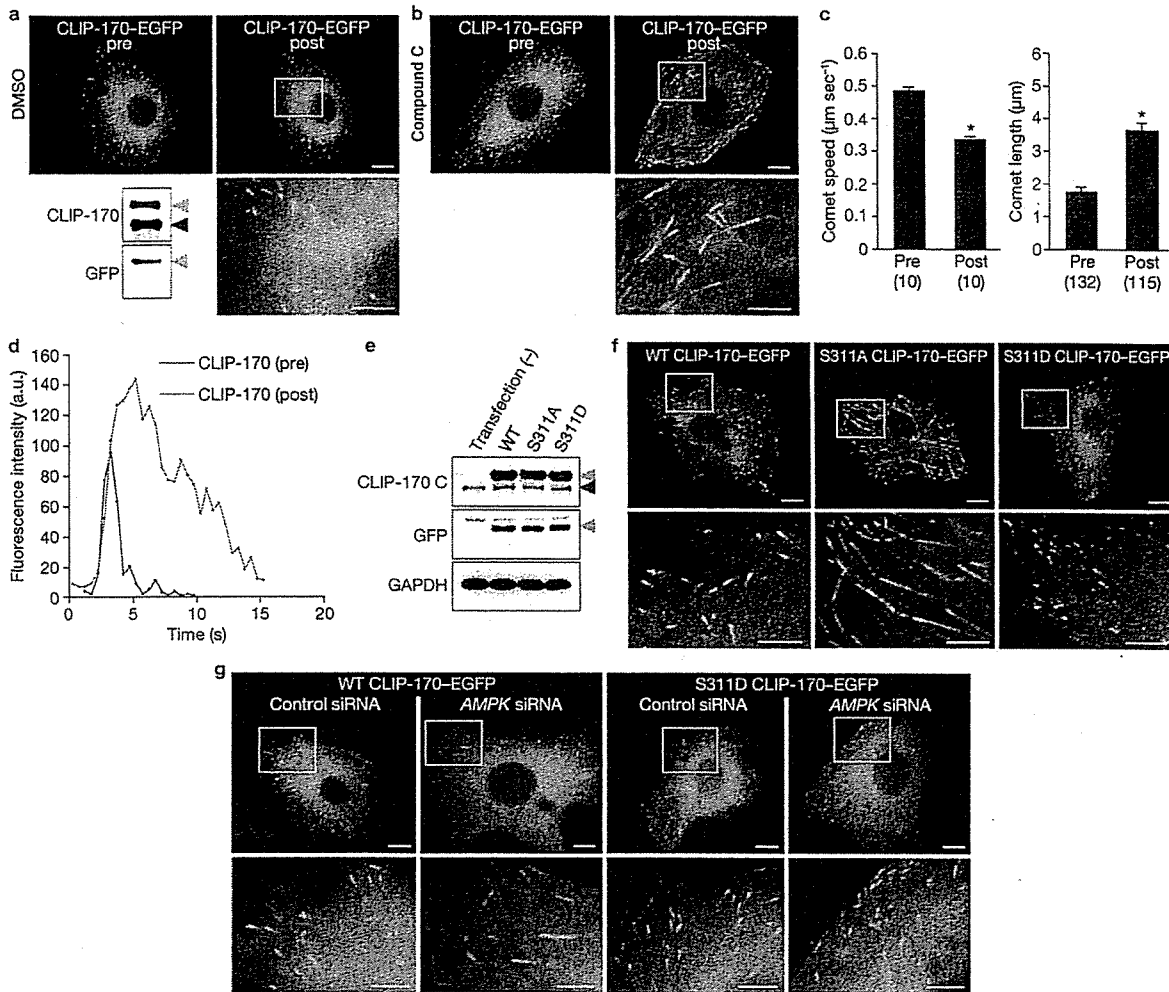 a
CLIP-170–EGFP
pre
CLIP-170–EGFP
post
DMSO
CLIP-170
GFP
b
CLIP-170–EGFP
pre
CLIP-170–EGFP
post
Compound C
c
Comet speed (µm sec⁻¹)
0.6
0.5
0.4
0.3
0.2
0.1
0
*
Pre
(10)
Post
(10)
Comet length (µm)
6
4
2
0
*
Pre
(132)
Post
(115)
d
Fluorescence intensity (a.u.)
160
140
120
100
80
60
40
20
0
CLIP-170 (pre)
CLIP-170 (post)
0
5
10
15
20
Time (s)
e
Transfection (–)
WT
S311A
S311D
CLIP-170 C
GFP
GAPDH
f
WT CLIP-170–EGFP
S311A CLIP-170–EGFP
S311D CLIP-170–EGFP
g
WT CLIP-170–EGFP
S311D CLIP-170–EGFP
Control siRNA
AMPK siRNA
Control siRNA
AMPK siRNA